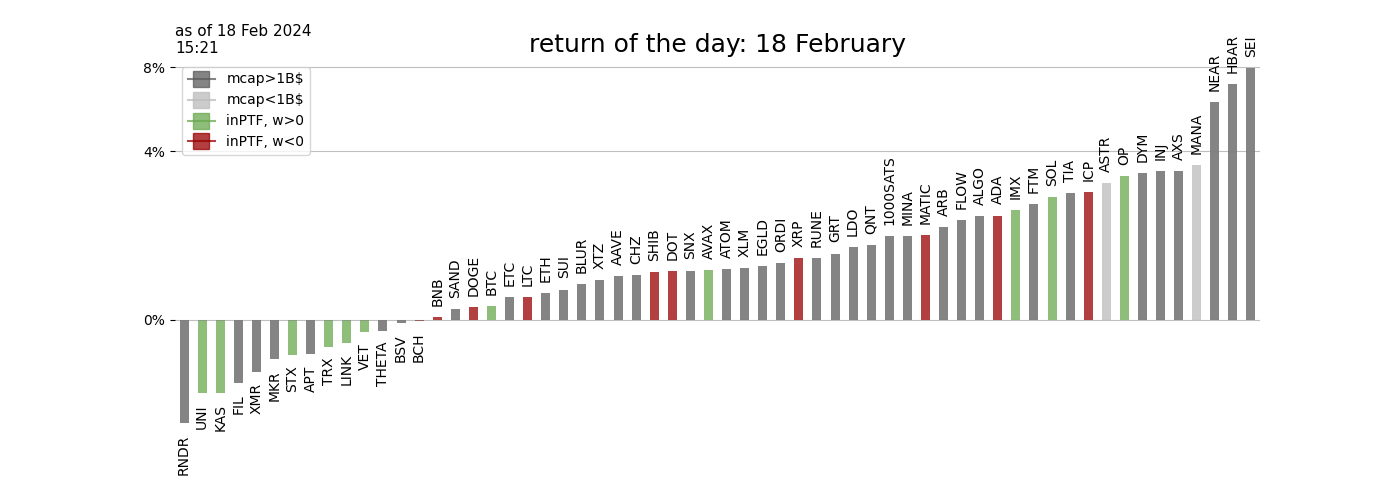 as of 18 Feb 2024
15:21
return of the day: 18 February
8%
4%
0%
mcap>1B$
mcap<1B$
inPTF, w>0
inPTF, w<0
RNDR
UNI
KAS
FIL
XMR
MKR
STX
APT
TRX
LINK
VET
THETA
BSV
BCH
BNB
SAND
DOGE
BTC
ETC
LTC
ETH
SUI
BLUR
XTZ
AAVE
CHZ
SHIB
DOT
SNX
AVAX
ATOM
XLM
EGLD
ORDI
XRP
RUNE
GRT
LDO
QNT
1000SATS
MINA
MATIC
ARB
FLOW
ALGO
ADA
IMX
FTM
SOL
TIA
ICP
ASTR
OP
DYM
INJ
AXS
MANA
NEAR
HBAR
SEI